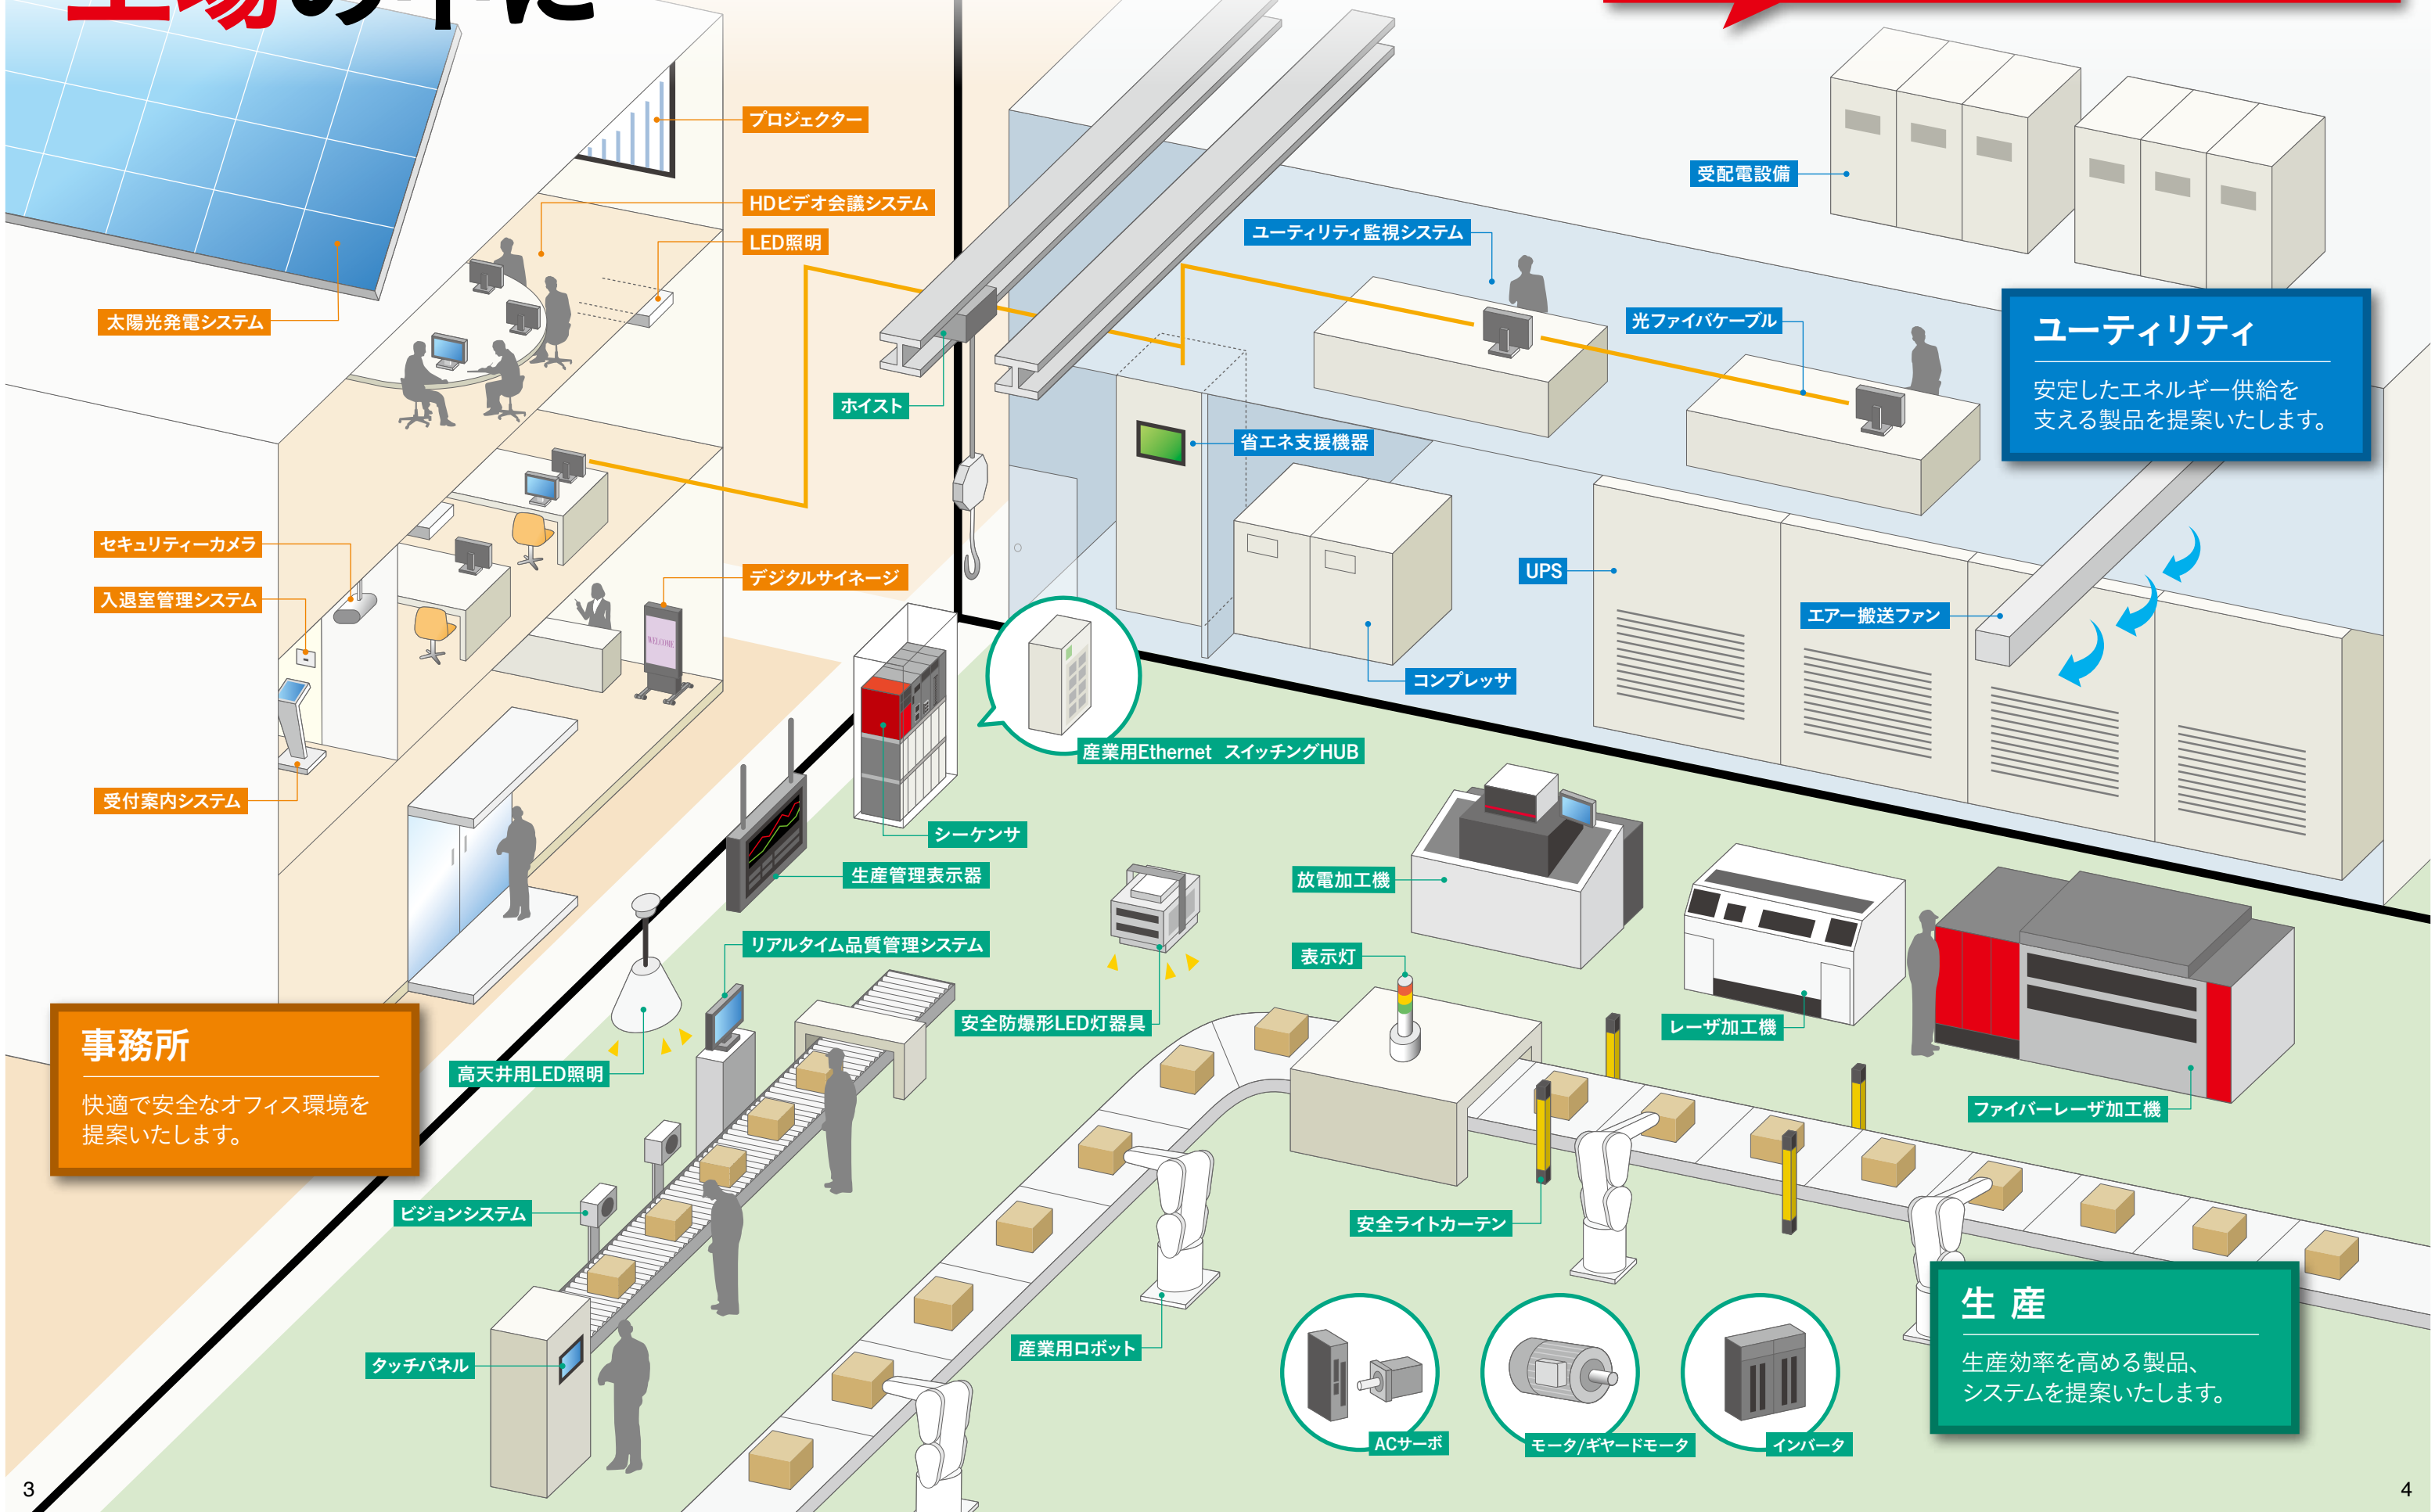 工場の中に
プロジェクター
HDビデオ会議システム
LED照明
太陽光発電システム
セキュリティーカメラ
入退室管理システム
デジタルサイネージ
WELCOME
受付案内システム
事務所
快適で安全なオフィス環境を
提案いたします。
受配電設備
ユーティリティ監視システム
光ファイバケーブル
ユーティリティ
安定したエネルギー供給を
支える製品を提案いたします。
省エネ支援機器
UPS
エアー搬送ファン
コンプレッサ
ホイスト
産業用Ethernet スイッチングHUB
シーケンサ
生産管理表示器
放電加工機
リアルタイム品質管理システム
表示灯
安全防爆形LED灯器具
レーザ加工機
高天井用LED照明
ファイバーレーザ加工機
ビジョンシステム
安全ライトカーテン
産業用ロボット
タッチパネル
ACサーボ
モータ/ギヤードモータ
インバータ
生 産
生産効率を高める製品、
システムを提案いたします。
3
4